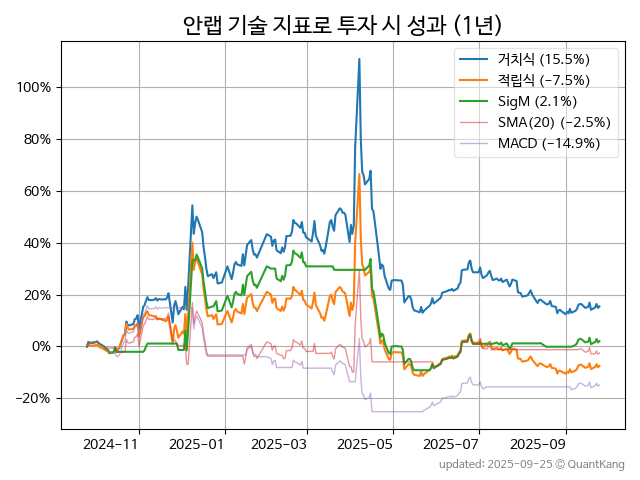 안랩 기술 지표로 투자 시 성과 (1년)
거치식 (15.5%)
적립식 (−7.5%)
SigM (2.1%)
SMA(20) (−2.5%)
MACD (−14.9%)
100%
80%
60%
40%
20%
0%
−20%
2024-11
2025-01
2025-03
2025-05
2025-07
2025-09
updated: 2025-09-25 © QuantKang